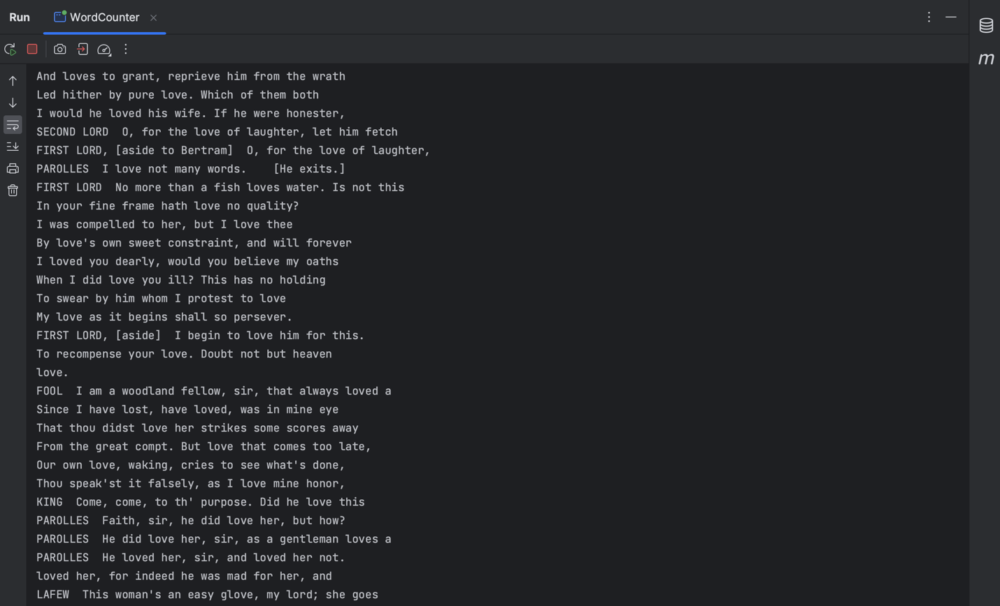 Run WordCounter
m
And loves to grant, reprieve him from the wrath
Led hither by pure love. Which of them both
I would he loved his wife. If he were honester,
SECOND LORD  O, for the love of laughter, let him fetch
FIRST LORD, [aside to Bertram]  O, for the love of laughter,
PAROLLES  I love not many words.    [He exits.]
FIRST LORD  No more than a fish loves water. Is not this
In your fine frame hath love no quality?
I was compelled to her, but I love thee
By love's own sweet constraint, and will forever
I loved you dearly, would you believe my oaths
When I did love you ill? This has no holding
To swear by him whom I protest to love
My love as it begins shall so persever.
FIRST LORD, [aside]  I begin to love him for this.
To recompense your love. Doubt not but heaven
love.
FOOL  I am a woodland fellow, sir, that always loved a
Since I have lost, have loved, was in mine eye
That thou didst love her strikes some scores away
From the great compt. But love that comes too late,
Our own love, waking, cries to see what's done,
Thou speak'st it falsely, as I love mine honor,
KING  Come, come, to th' purpose. Did he love this
PAROLLES  Faith, sir, he did love her, but how?
PAROLLES  He did love her, sir, as a gentleman loves a
PAROLLES  He loved her, sir, and loved her not.
loved her, for indeed he was mad for her, and
LAFEW  This woman's an easy glove, my lord; she goes